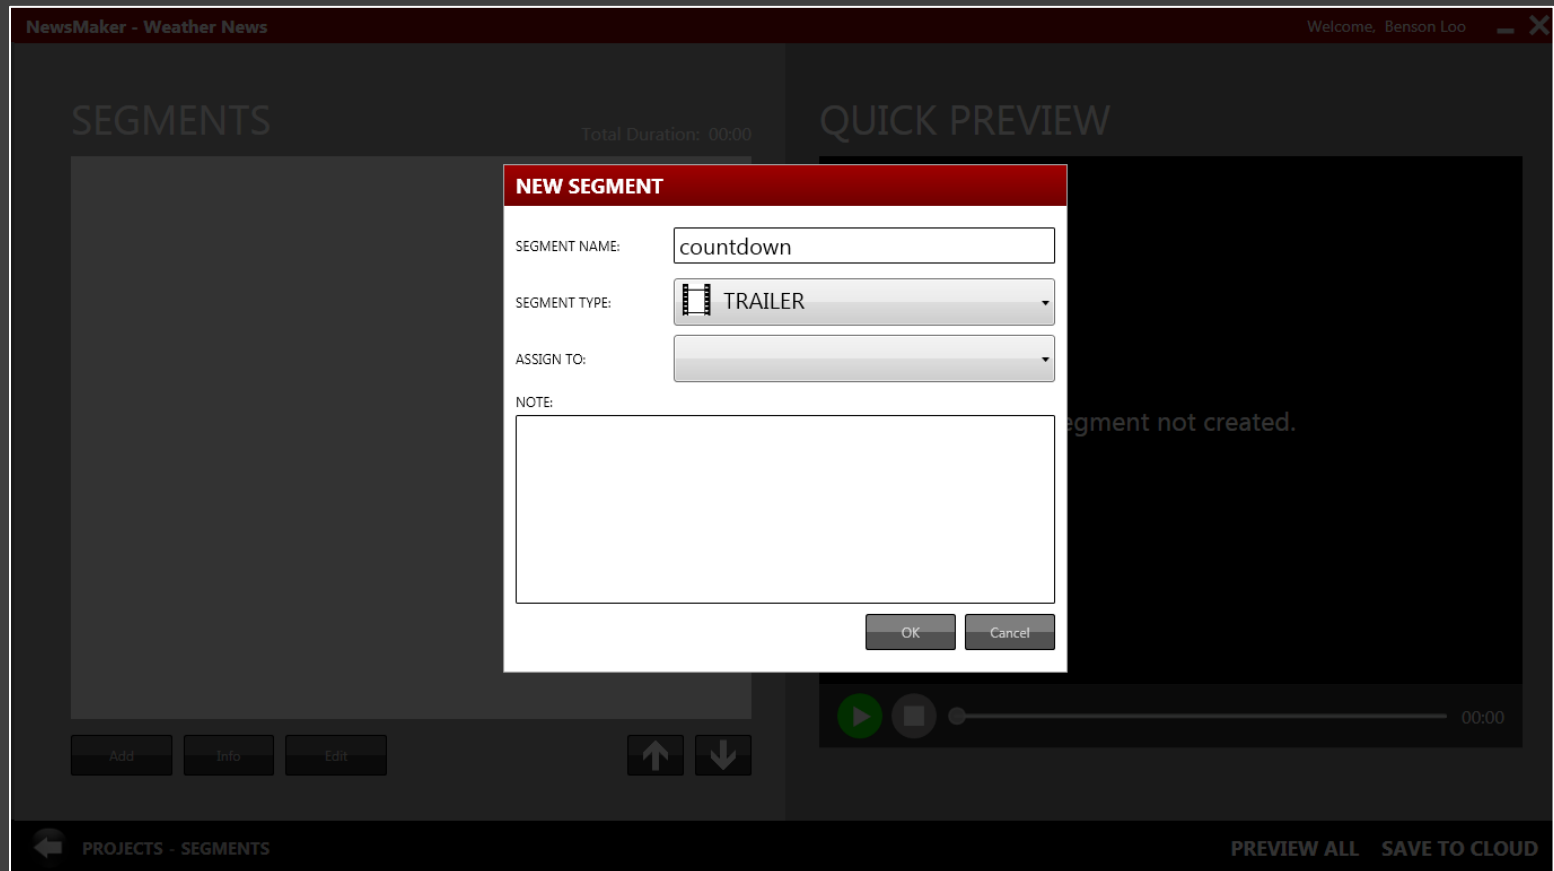 NewsMaker - Weather News
Welcome, Benson Loo
SEGMENTS
Total Duration: 00:00
QUICK PREVIEW
NEW SEGMENT
SEGMENT NAME:
countdown
SEGMENT TYPE:
TRAILER
ASSIGN TO:
NOTE:
egment not created.
OK
Cancel
00:00
Add
Info
Edit
PROJECTS - SEGMENTS
PREVIEW ALL
SAVE TO CLOUD